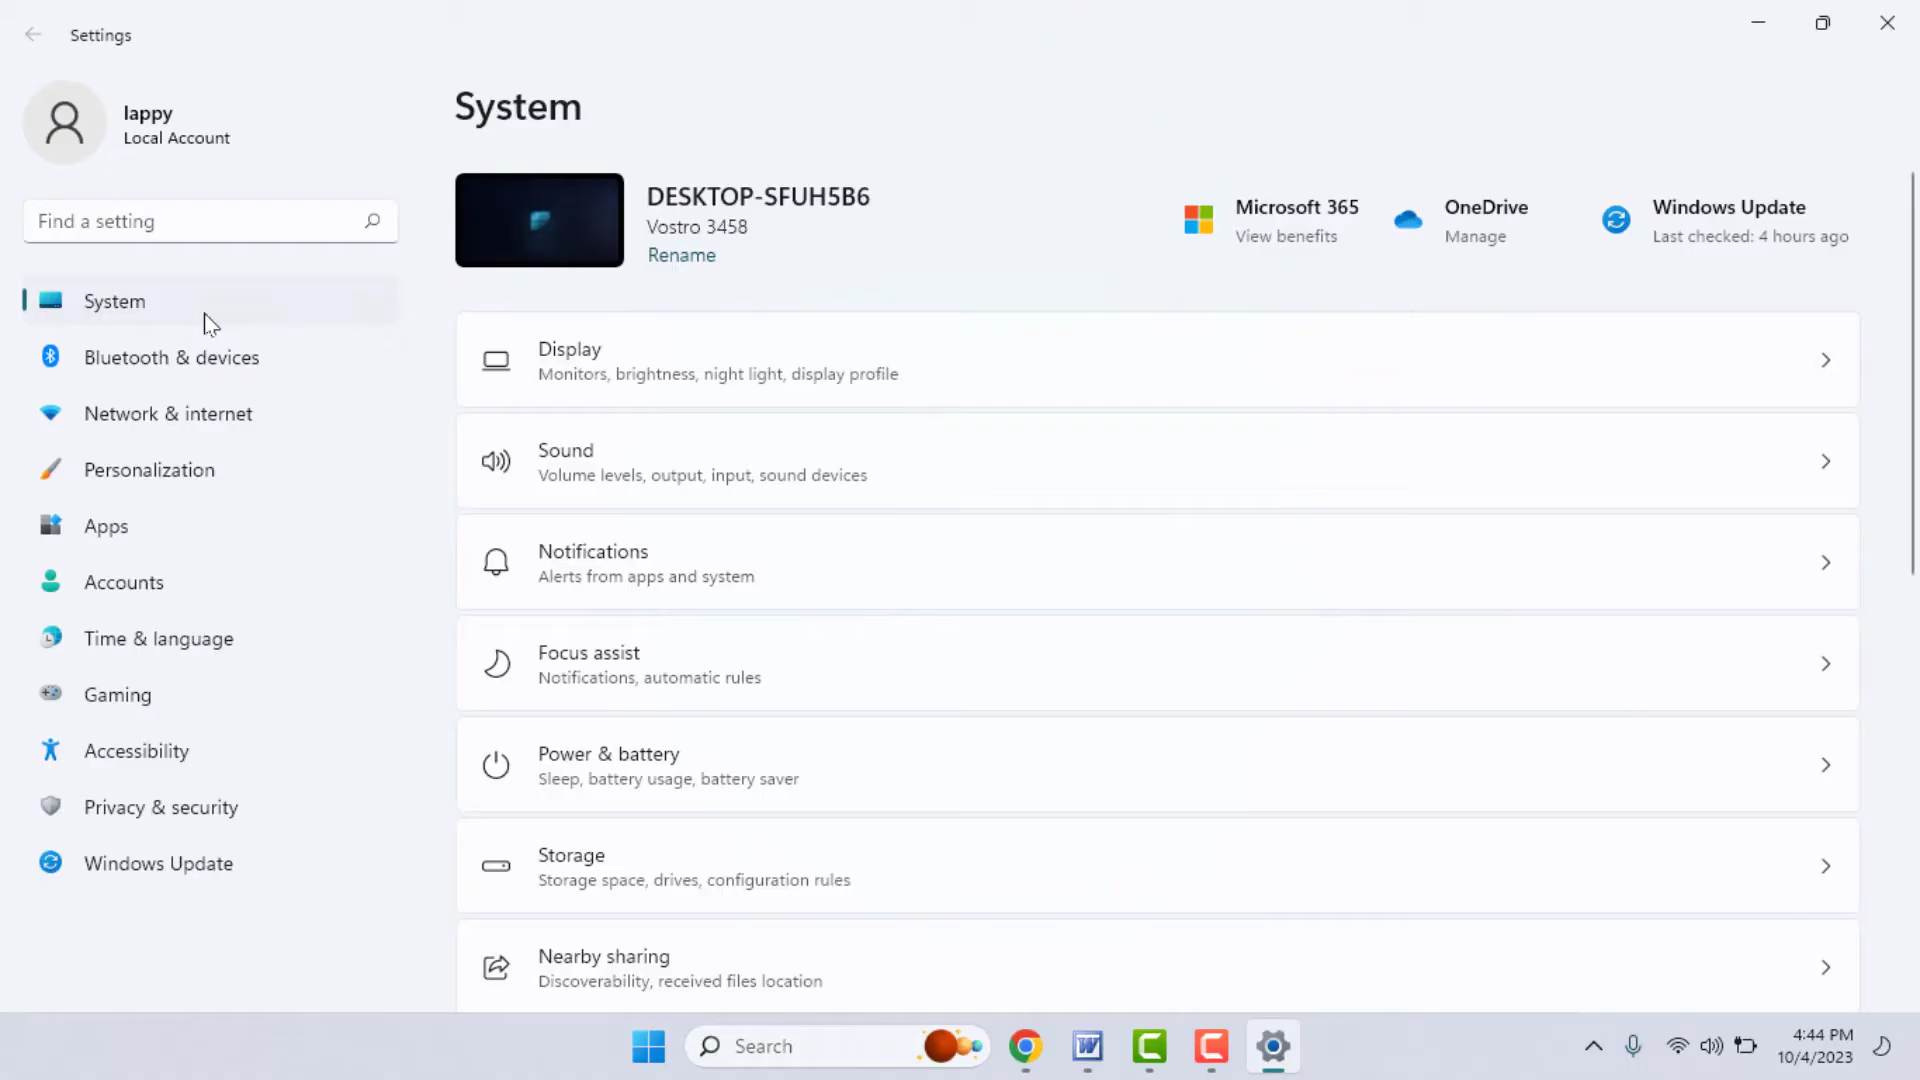 Settings
lappy
Local Account
Find a setting
System
Bluetooth & devices
Network & internet
Personalization
Apps
Accounts
Time & language
Gaming
Accessibility
Privacy & security
Windows Update
System
DESKTOP-SFUH5B6
Vostro 3458
Rename
Microsoft 365
View benefits
OneDrive
Manage
Windows Update
Last checked: 4 hours ago
Display
Monitors, brightness, night light, display profile
Sound
Volume levels, output, input, sound devices
Notifications
Alerts from apps and system
Focus assist
Notifications, automatic rules
Power & battery
Sleep, battery usage, battery saver
Storage
Storage space, drives, configuration rules
Nearby sharing
Discoverability, received files location
Search
4:44 PM
10/4/2023